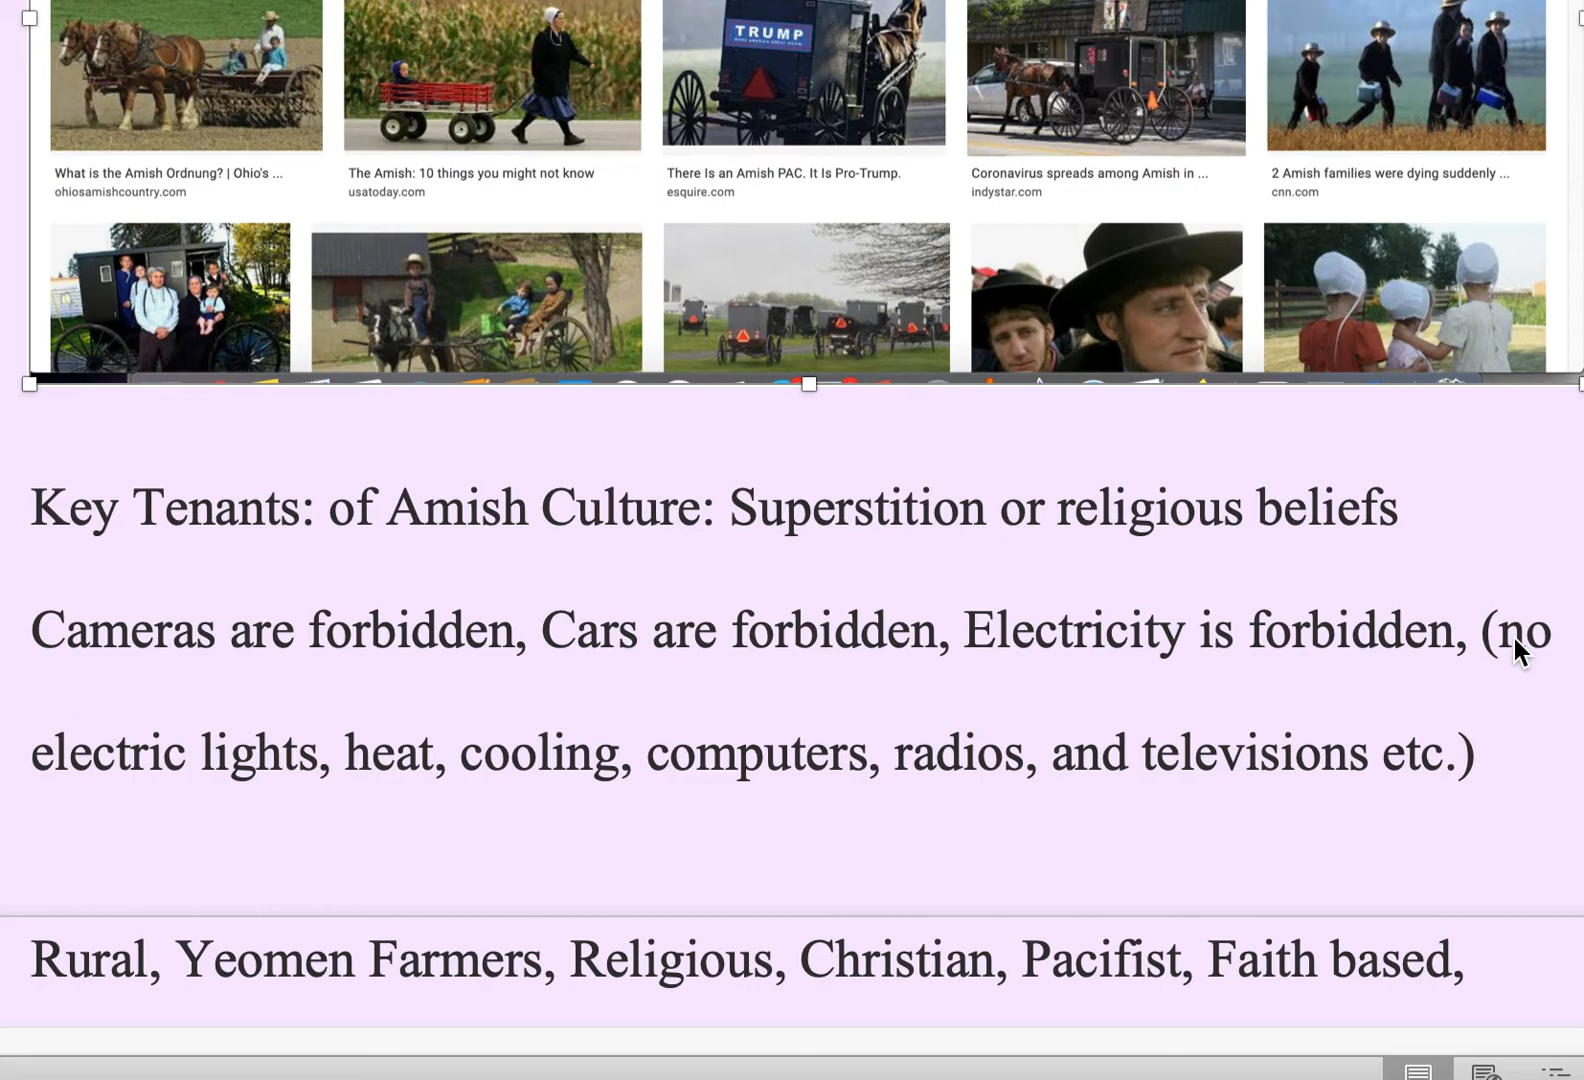 TRUMP
What is the Amish Ordnung? | Ohio's ...
ohiosamishcountry.com
The Amish: 10 things you might not know
usatoday.com
There Is an Amish PAC. It Is Pro-Trump.
esquire.com
Coronavirus spreads among Amish in ...
indystar.com
2 Amish families were dying suddenly ...
cnn.com
Key Tenants: of Amish Culture: Superstition or religious beliefs
Cameras are forbidden, Cars are forbidden, Electricity is forbidden, (no
electric lights, heat, cooling, computers, radios, and televisions etc.)
Rural, Yeomen Farmers, Religious, Christian, Pacifist, Faith based,